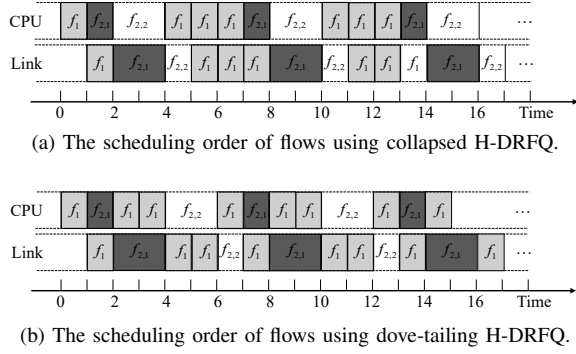 CPU f1 f2,1 f2,2 f1 f1 f1 f2,1 f2,2 f1 f1 f1 f2,1 f2,2 ...
Link f1 f2,1 f2,2 f1 f1 f1 f2,1 f2,2 f1 f1 f1 f2,1 f2,2 ...
0 2 4 6 8 10 12 14 16 Time
(a) The scheduling order of flows using collapsed H-DRFQ.
CPU f1 f2,1 f1 f1 f2,2 f1 f2,1 f1 f1 f2,2 f1 f2,1 f1 ...
Link f1 f2,1 f1 f1 f2,2 f1 f2,1 f1 f1 f2,2 f1 f2,1 f1 ...
0 2 4 6 8 10 12 14 16 Time
(b) The scheduling order of flows using dove-tailing H-DRFQ.